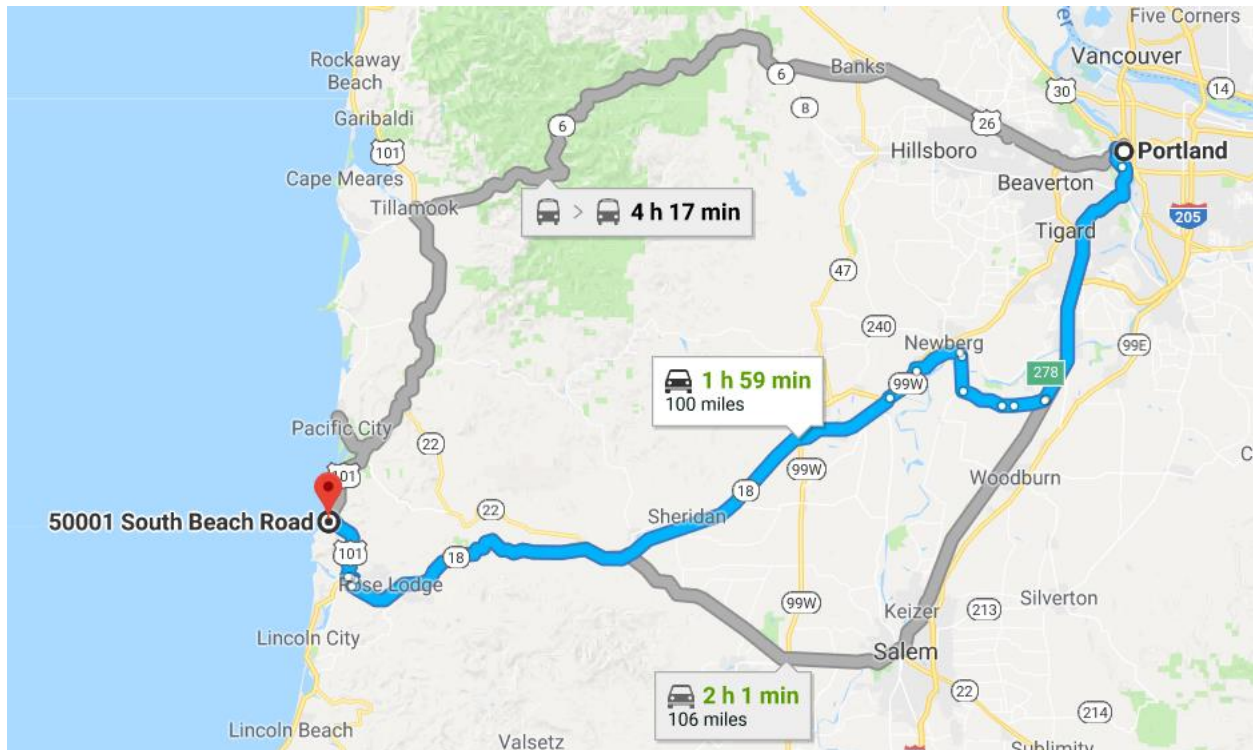 Five Corners
Rockaway
Beach
Vancouver
6
Banks
30
14
Garibaldi
8
26
6
101
Hillsboro
Portland
Cape Meares
Beaverton
Tillamook
4 h 17 min
205
Tigard
47
240
Newberg
99E
278
1 h 59 min
100 miles
99W
Pacific City
22
99W
Woodburn
101
18
22
Sheridan
50001 South Beach Road
101
18
Rose Lodge
99W
Keizer
213
Silverton
Lincoln City
Salem
2 h 1 min
106 miles
22
214
Lincoln Beach
Valsetz
Sublimity